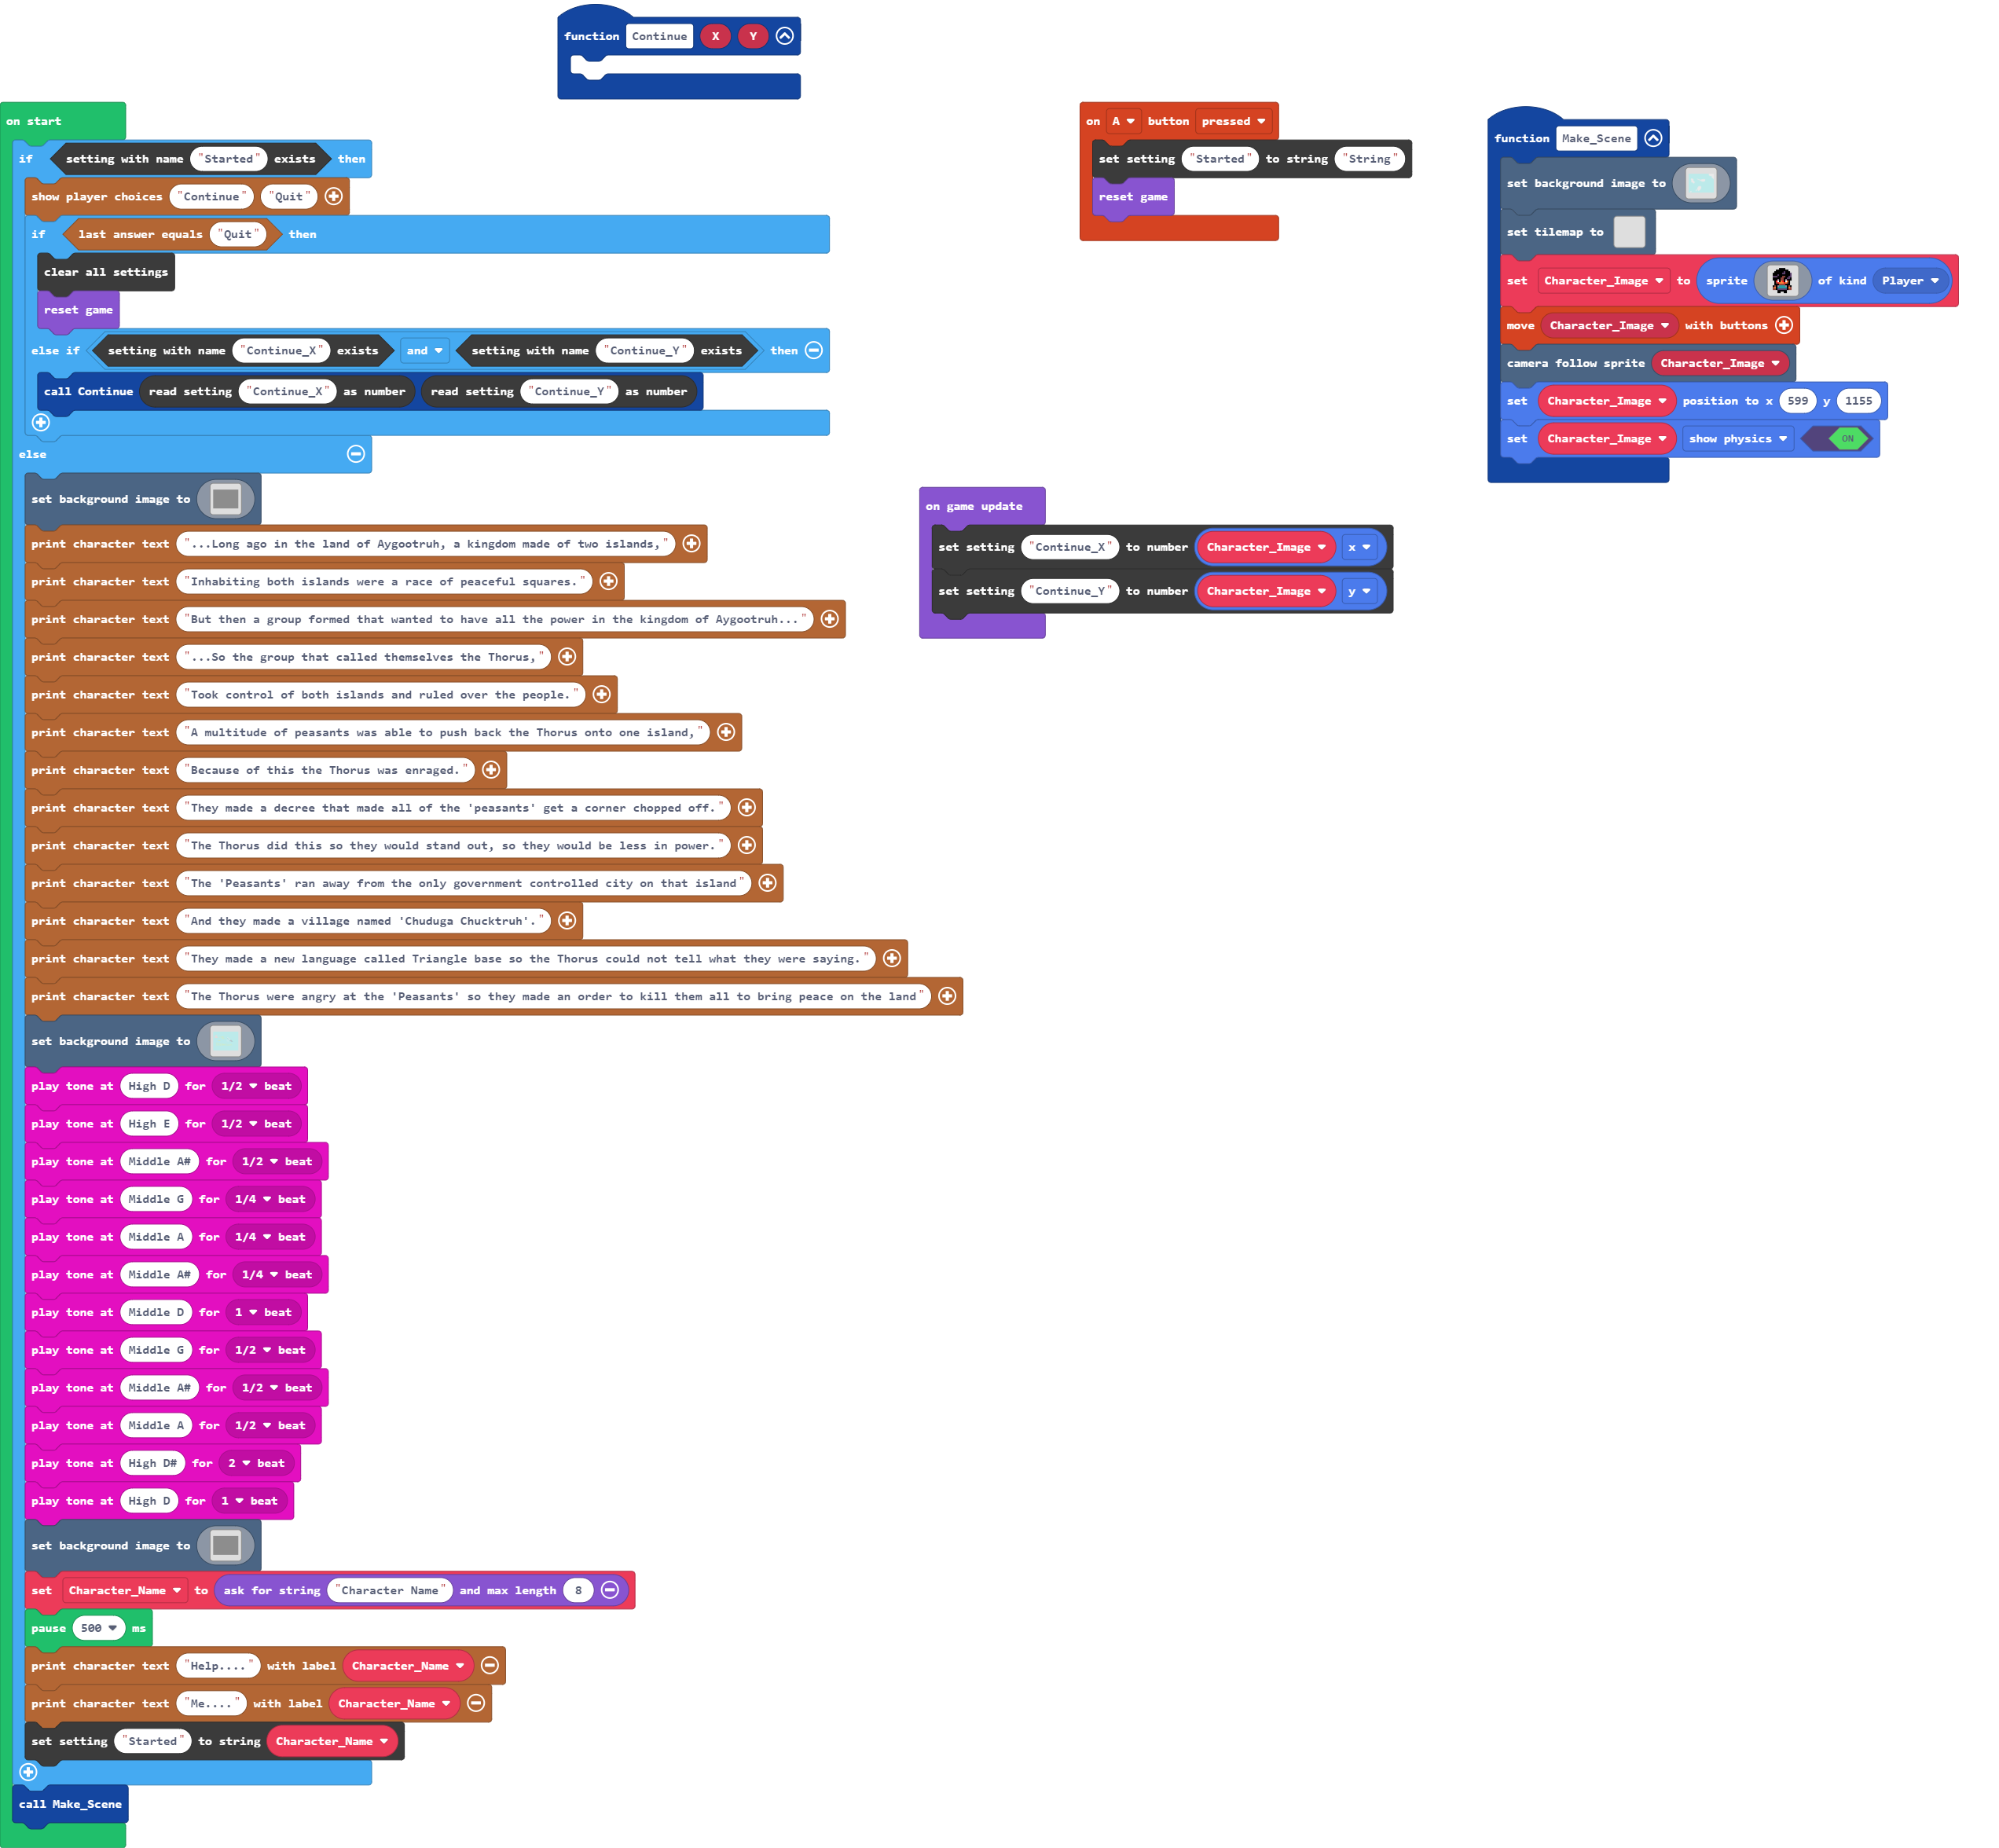 function Continue X Y
on start
if setting with name "Started" exists then
show player choices "Continue" "Quit"
if last answer equals "Quit" then
clear all settings
reset game
else if setting with name "Continue_X" exists and setting with name "Continue_Y" exists then
call Continue read setting "Continue_X" as number read setting "Continue_Y" as number
else
set background image to
print character text "...Long ago in the land of Aygootruh, a kingdom made of two islands,"
print character text "Inhabiting both islands were a race of peaceful squares."
print character text "But then a group formed that wanted to have all the power in the kingdom of Aygootruh..."
print character text "...So the group that called themselves the Thorus,"
print character text "Took control of both islands and ruled over the people."
print character text "A multitude of peasants was able to push back the Thorus onto one island,"
print character text "Because of this the Thorus was enraged."
print character text "They made a decree that made all of the 'peasants' get a corner chopped off."
print character text "The Thorus did this so they would stand out, so they would be less in power."
print character text "The 'Peasants' ran away from the only government controlled city on that island"
print character text "And they made a village named 'Chuduga Chucktruh'."
print character text "They made a new language called Triangle base so the Thorus could not tell what they were saying."
print character text "The Thorus were angry at the 'Peasants' so they made an order to kill them all to bring peace on the land"
set background image to
play tone at High D for 1/2 beat
play tone at High E for 1/2 beat
play tone at Middle A# for 1/2 beat
play tone at Middle G for 1/4 beat
play tone at Middle A for 1/4 beat
play tone at Middle A# for 1/4 beat
play tone at Middle D for 1 beat
play tone at Middle G for 1/2 beat
play tone at Middle A# for 1/2 beat
play tone at Middle A for 1/2 beat
play tone at High D# for 2 beat
play tone at High D for 1 beat
set background image to
set Character_Name to ask for string "Character Name" and max length 8
pause 500 ms
print character text "Help...." with label Character_Name
print character text "Me...." with label Character_Name
set setting "Started" to string Character_Name
call Make_Scene
on A button pressed
set setting "Started" to string "String"
reset game
on game update
set setting "Continue_X" to number Character_Image x
set setting "Continue_Y" to number Character_Image y
function Make_Scene
set background image to
set tilemap to
set Character_Image to sprite of kind Player
move Character_Image with buttons
camera follow sprite Character_Image
set Character_Image position to x 599 y 1155
set Character_Image show physics ON